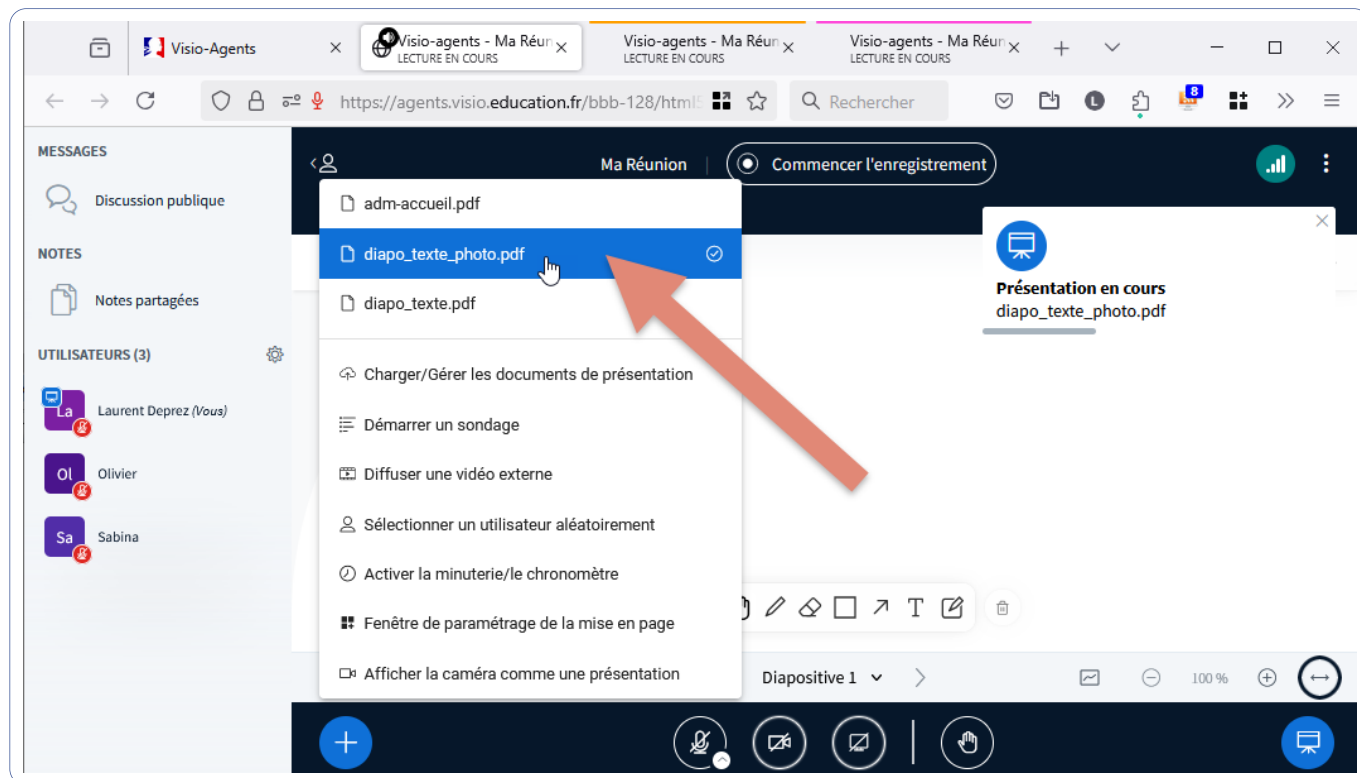 Visio-Agents
Visio-agents - Ma Réun
LECTURE EN COURS
Visio-agents - Ma Réun
LECTURE EN COURS
Visio-agents - Ma Réun
LECTURE EN COURS
https://agents.visio.education.fr/bbb-128/html5
Rechercher
L
8
MESSAGES
Discussion publique
NOTES
Notes partagées
UTILISATEURS (3)
La
Laurent Deprez (Vous)
Ol
Olivier
Sa
Sabina
Ma Réunion
Commencer l'enregistrement
adm-accueil.pdf
diapo_texte_photo.pdf
diapo_texte.pdf
Charger/Gérer les documents de présentation
Démarrer un sondage
Diffuser une vidéo externe
Sélectionner un utilisateur aléatoirement
Activer la minuterie/le chronomètre
Fenêtre de paramétrage de la mise en page
Afficher la caméra comme une présentation
Présentation en cours
diapo_texte_photo.pdf
T
Diapositive 1
100 %